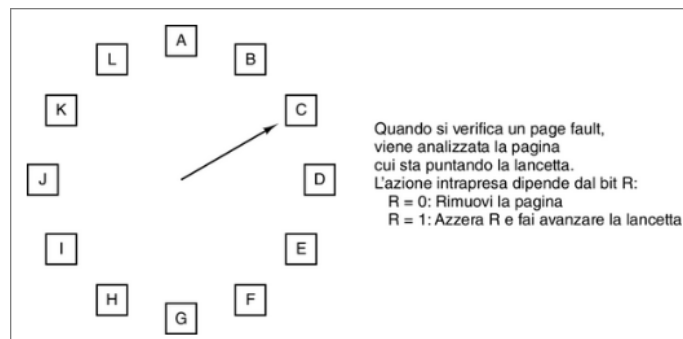 A
B
C
D
E
F
G
H
I
J
K
L
Quando si verifica un page fault,
viene analizzata la pagina
cui sta puntando la lancetta.
L'azione intrapresa dipende dal bit R:
R = 0: Rimuovi la pagina
R = 1: Azzera R e fai avanzare la lancetta